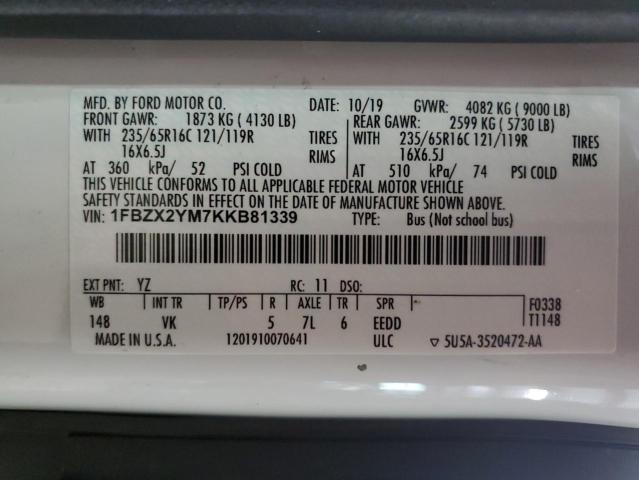 MFD. BY FORD MOTOR CO. DATE: 10/19 GVWR: 4082 KG ( 9000 LB)
FRONT GAWR: 1873 KG ( 4130 LB) REAR GAWR: 2599 KG ( 5730 LB)
WITH 235/65R16C 121/119R TIRES WITH 235/65R16C 121/119R TIRES
16X6.5J RIMS 16X6.5J RIMS
AT 360 kPa/ 52 PSI COLD AT 510 kPa/ 74 PSI COLD
THIS VEHICLE CONFORMS TO ALL APPLICABLE FEDERAL MOTOR VEHICLE
SAFETY STANDARDS IN EFFECT ON THE DATE OF MANUFACTURE SHOWN ABOVE.
VIN: 1FBZX2YM7KKB81339 TYPE: Bus (Not school bus)
EXT PNT: YZ RC: 11 DSO:
WB INT TR TP/PS R AXLE TR SPR F0338
148 VK 5 7L 6 EEDD T1148
MADE IN U.S.A. 1201910070641 ULC ▽ 5U5A-3520472-AA